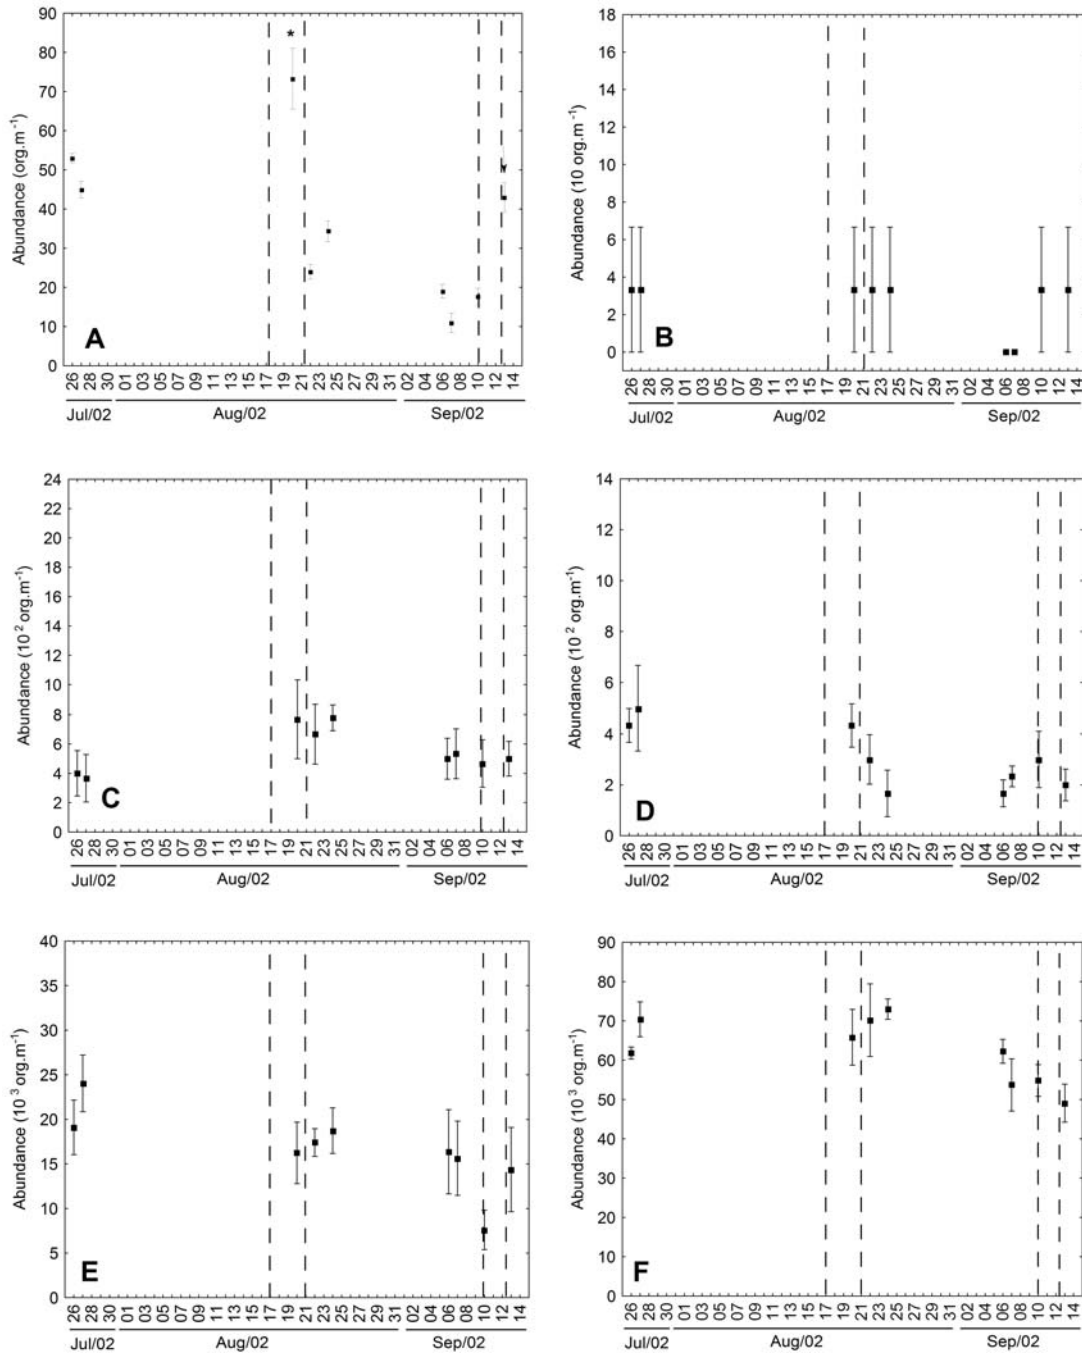 Abundance (org.m⁻¹)
90
80
70
60
50
40
30
20
10
0
*
*
A
26 28 30 01 03 05 07 09 11 13 15 17 19 21 23 25 27 29 31 02 04 06 08 10 12 14
Jul/02 Aug/02 Sep/02
Abundance (10 org.m⁻¹)
18
16
14
12
10
8
6
4
2
0
B
26 28 30 01 03 05 07 09 11 13 15 17 19 21 23 25 27 29 31 02 04 06 08 10 12 14
Jul/02 Aug/02 Sep/02
Abundance (10² org.m⁻¹)
24
22
20
18
16
14
12
10
8
6
4
2
0
C
26 28 30 01 03 05 07 09 11 13 15 17 19 21 23 25 27 29 31 02 04 06 08 10 12 14
Jul/02 Aug/02 Sep/02
Abundance (10² org.m⁻¹)
14
12
10
8
6
4
2
0
D
26 28 30 01 03 05 07 09 11 13 15 17 19 21 23 25 27 29 31 02 04 06 08 10 12 14
Jul/02 Aug/02 Sep/02
Abundance (10³ org.m⁻¹)
40
35
30
25
20
15
10
5
0
E
26 28 30 01 03 05 07 09 11 13 15 17 19 21 23 25 27 29 31 02 04 06 08 10 12 14
Jul/02 Aug/02 Sep/02
Abundance (10³ org.m⁻¹)
90
80
70
60
50
40
30
20
10
0
F
26 28 30 01 03 05 07 09 11 13 15 17 19 21 23 25 27 29 31 02 04 06 08 10 12 14
Jul/02 Aug/02 Sep/02